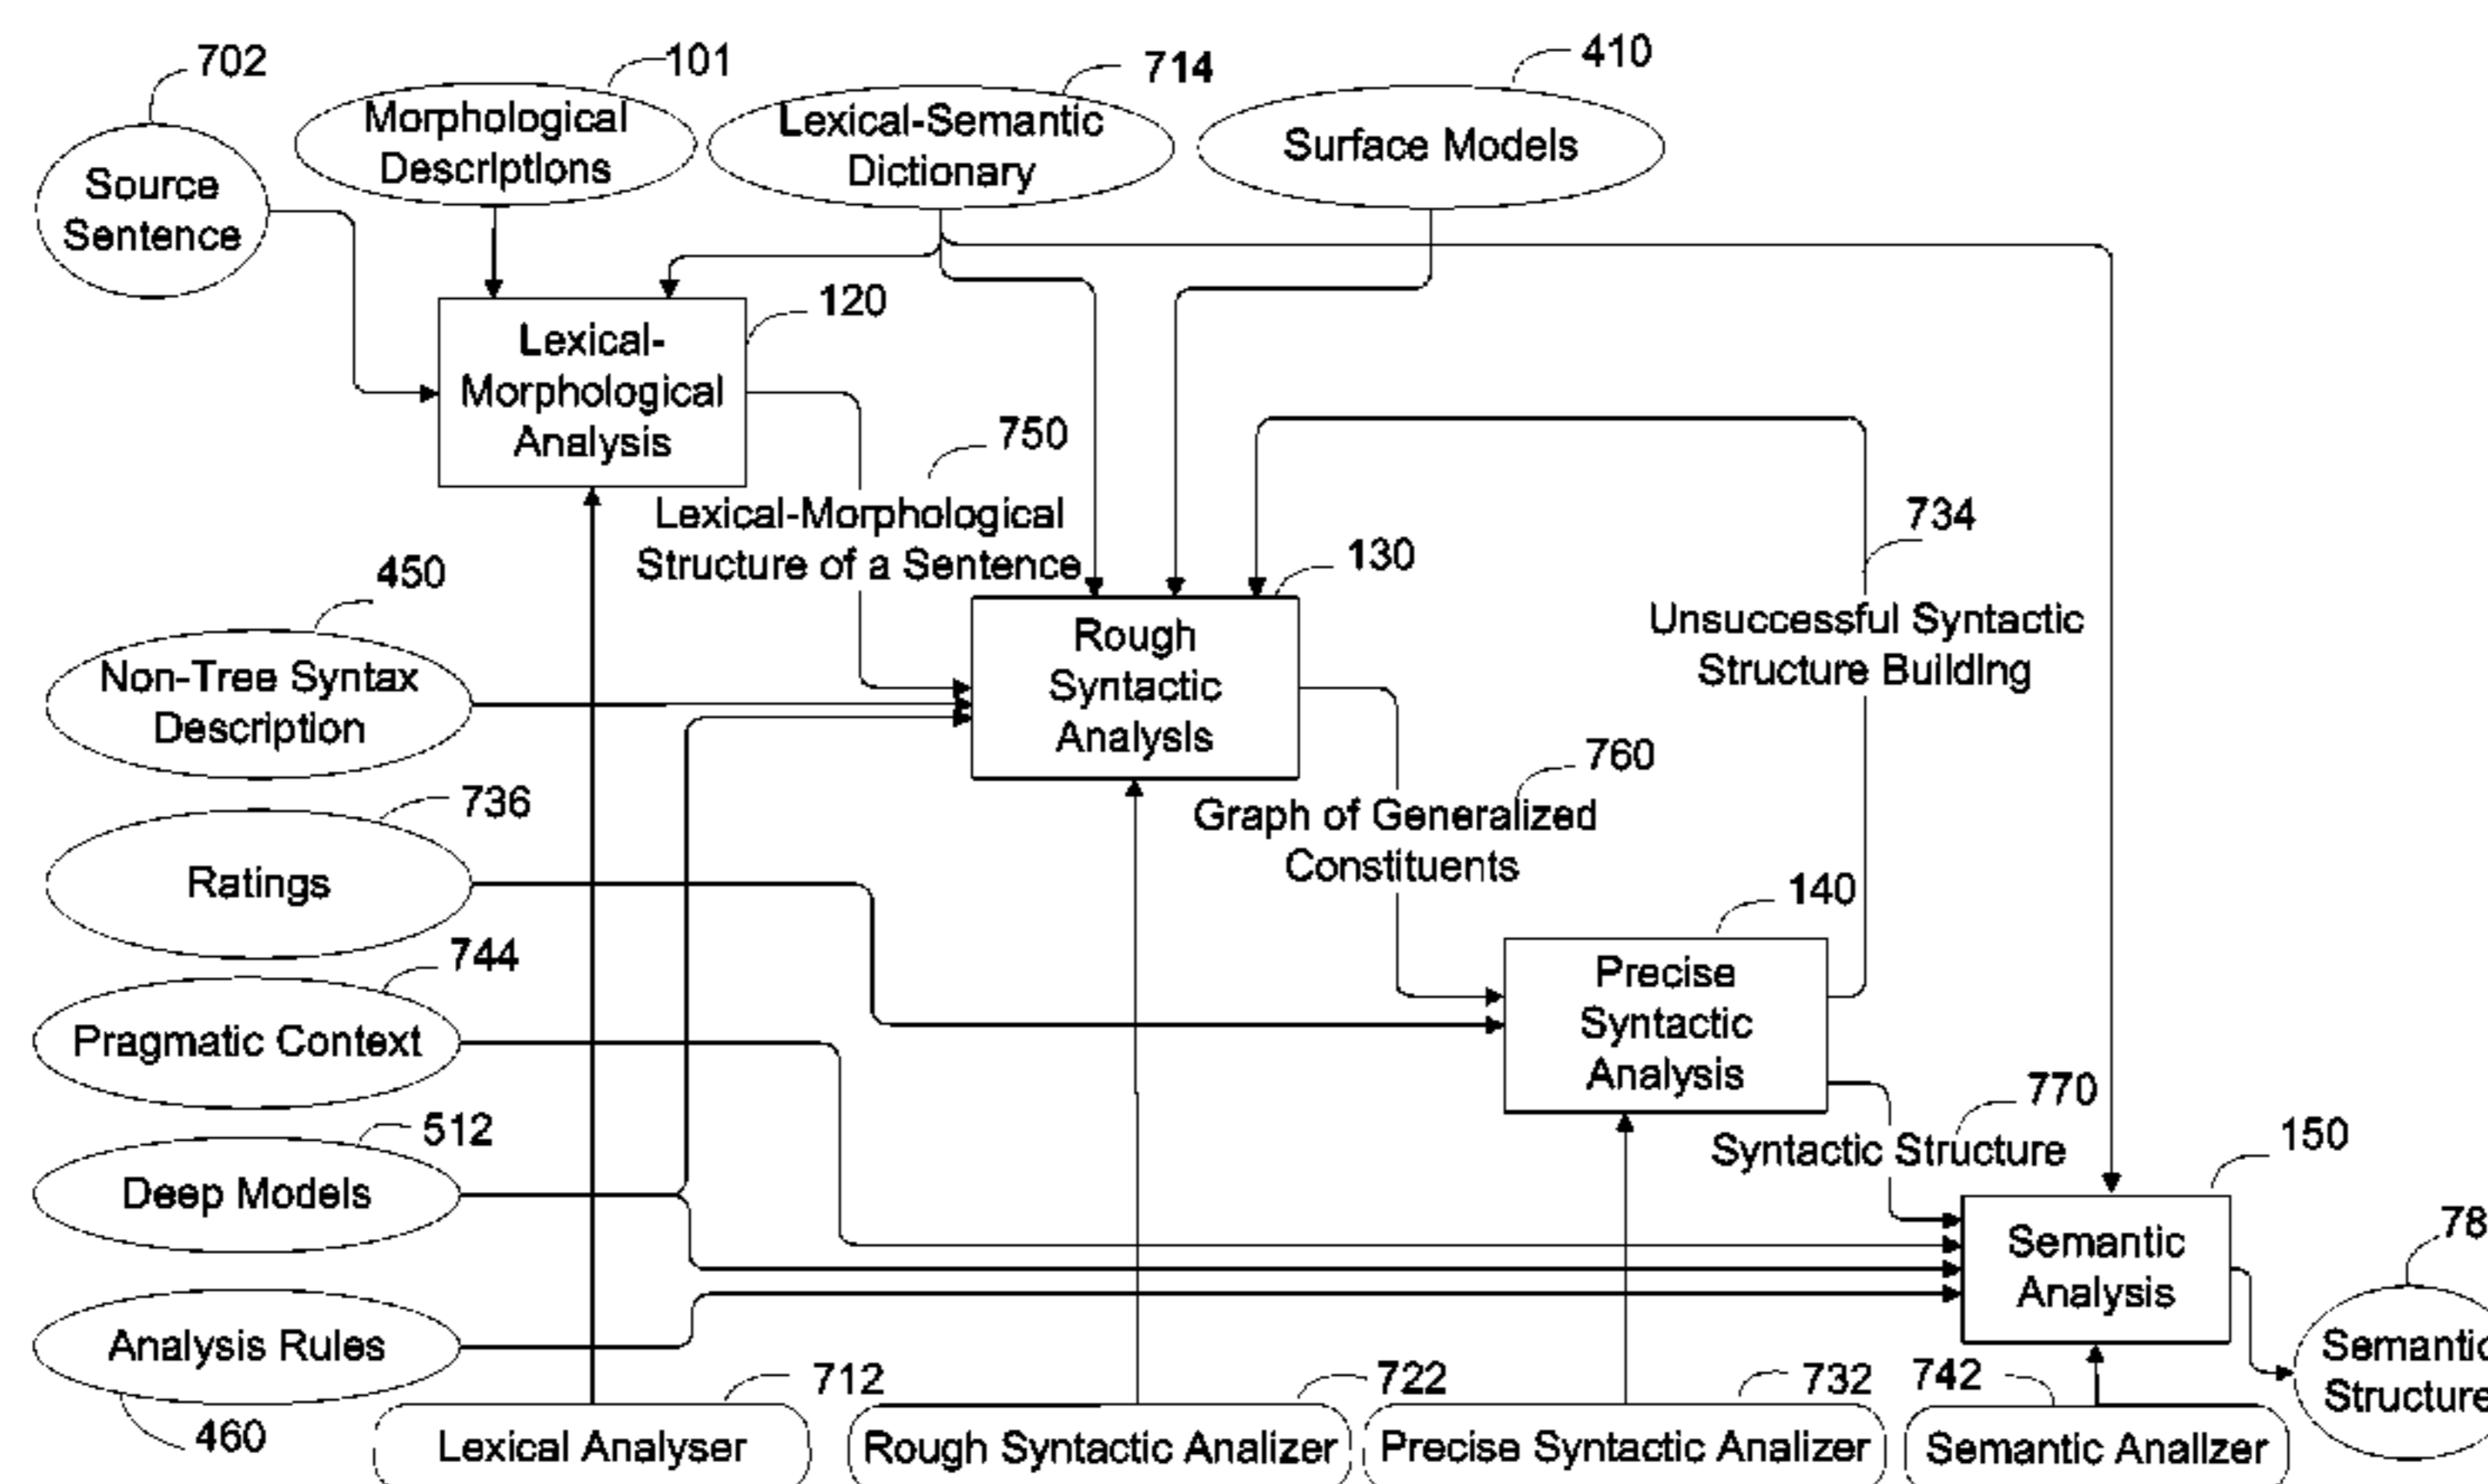 702
101
714
410
Morphological
Descriptions
Lexical-Semantic
Dictionary
Surface Models
Source
Sentence
120
Lexical-
Morphological
Analysis
750
Lexical-Morphological
Structure of a Sentence
734
Unsuccessful Syntactic
Structure Building
130
Rough
Syntactic
Analysis
450
Non-Tree Syntax
Description
760
Graph of Generalized
Constituents
736
Ratings
140
Precise
Syntactic
Analysis
744
Pragmatic Context
770
Syntactic Structure
512
Deep Models
150
Semantic
Analysis
78
Semantic
Structure
Analysis Rules
460
712
722
732
742
Lexical Analyser
Rough Syntactic Analizer
Precise Syntactic Analizer
Semantic Analizer